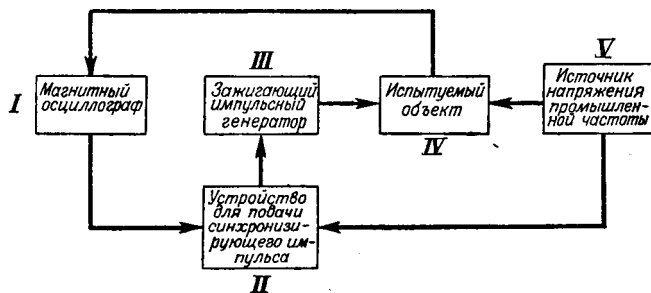 I
Магнитный
осциллограф
III
Зажигающий
импульсный
генератор
Испытуемый
объект
IV
V
Источник
напряжения
промышлен-
ной частоты
Устройство
для подачи
синхронизи-
рующего им-
пульса
II